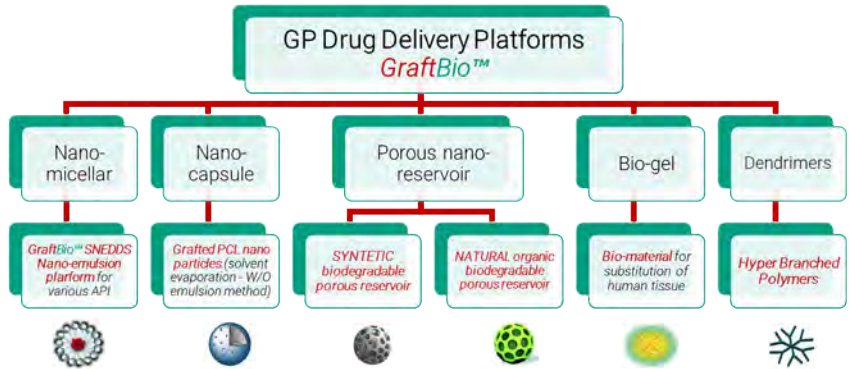 GP Drug Delivery Platforms
GraftBio™
Nano-
micellar
Nano-
capsule
Porous nano-
reservoir
Bio-gel
Dendrimers
GraftBio℠ SNEDDS
Nano-emulsion
plarform for
various API
Grafted PCL nano
particles (solvent
evaporation - W/O
emulsion method)
SYNTETIC
biodegradable
porous reservoir
NATURAL organic
biodegradable
porous reservoir
Bio-material for
substitution of
human tissue
Hyper Branched
Polymers